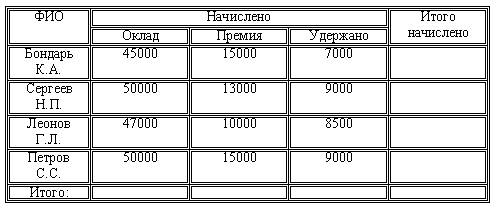 ФИО Начислено Итого
начислено
Оклад Премия Удержано
Бондарь 45000 15000 7000
К.А.
Сергеев 50000 13000 9000
Н.П.
Леонов 47000 10000 8500
Г.Л.
Петров 50000 15000 9000
С.С.
Итого: